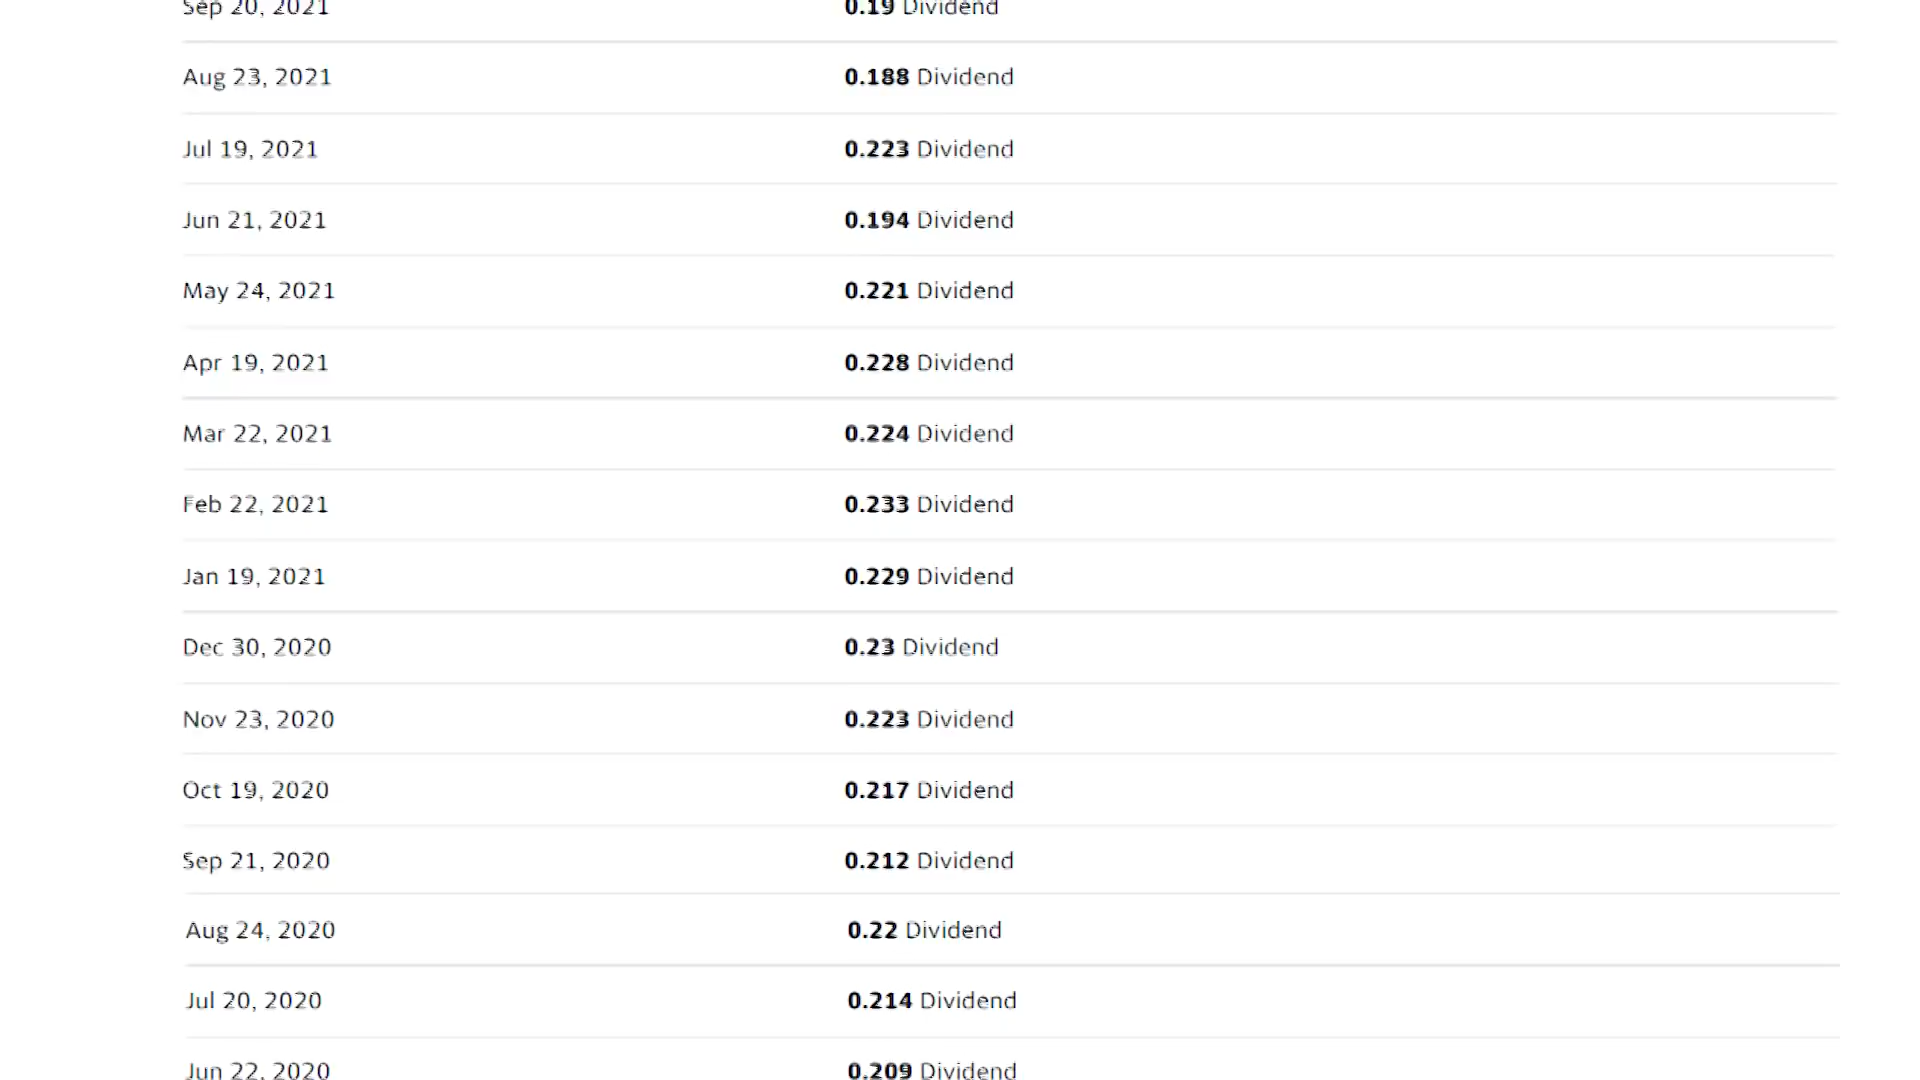 Sep 20, 2021 0.19 Dividend
Aug 23, 2021 0.188 Dividend
Jul 19, 2021 0.223 Dividend
Jun 21, 2021 0.194 Dividend
May 24, 2021 0.221 Dividend
Apr 19, 2021 0.228 Dividend
Mar 22, 2021 0.224 Dividend
Feb 22, 2021 0.233 Dividend
Jan 19, 2021 0.229 Dividend
Dec 30, 2020 0.23 Dividend
Nov 23, 2020 0.223 Dividend
Oct 19, 2020 0.217 Dividend
Sep 21, 2020 0.212 Dividend
Aug 24, 2020 0.22 Dividend
Jul 20, 2020 0.214 Dividend
Jun 22, 2020 0.209 Dividend